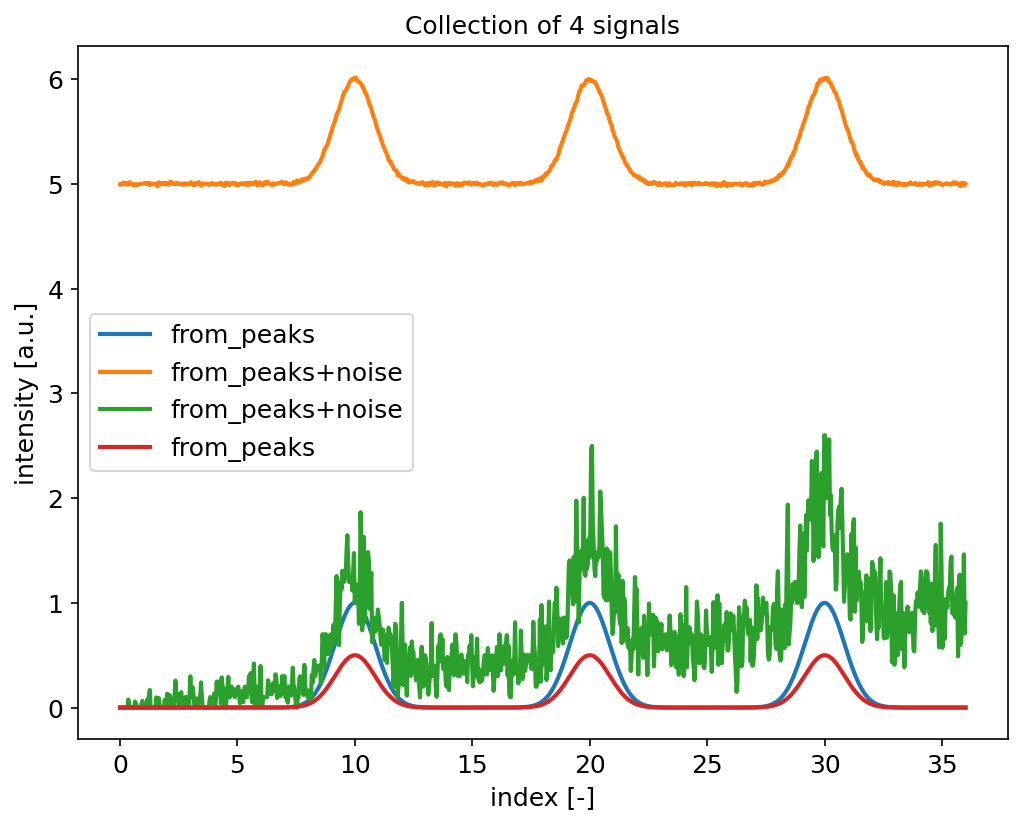 Collection of 4 signals
6
5
4
3
2
1
0
intensity [a.u.]
from_peaks
from_peaks+noise
from_peaks+noise
from_peaks
0 5 10 15 20 25 30 35
index [-]